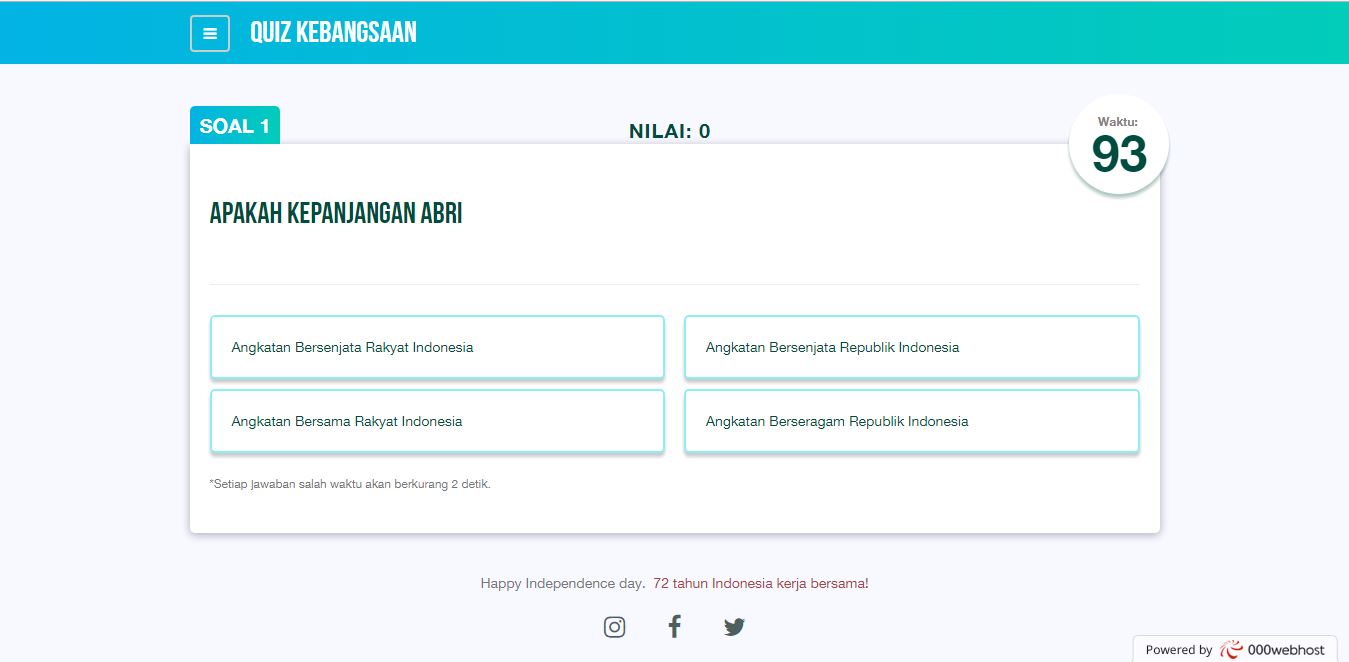 QUIZ KEBANGSAAN
SOAL 1
NILAI: 0
Waktu:
93
APAKAH KEPANJANGAN ABRI
Angkatan Bersenjata Rakyat Indonesia
Angkatan Bersenjata Republik Indonesia
Angkatan Bersama Rakyat Indonesia
Angkatan Berseragam Republik Indonesia
*Setiap jawaban salah waktu akan berkurang 2 detik.
Happy Independence day. 72 tahun Indonesia kerja bersama!
Powered by 000webhost